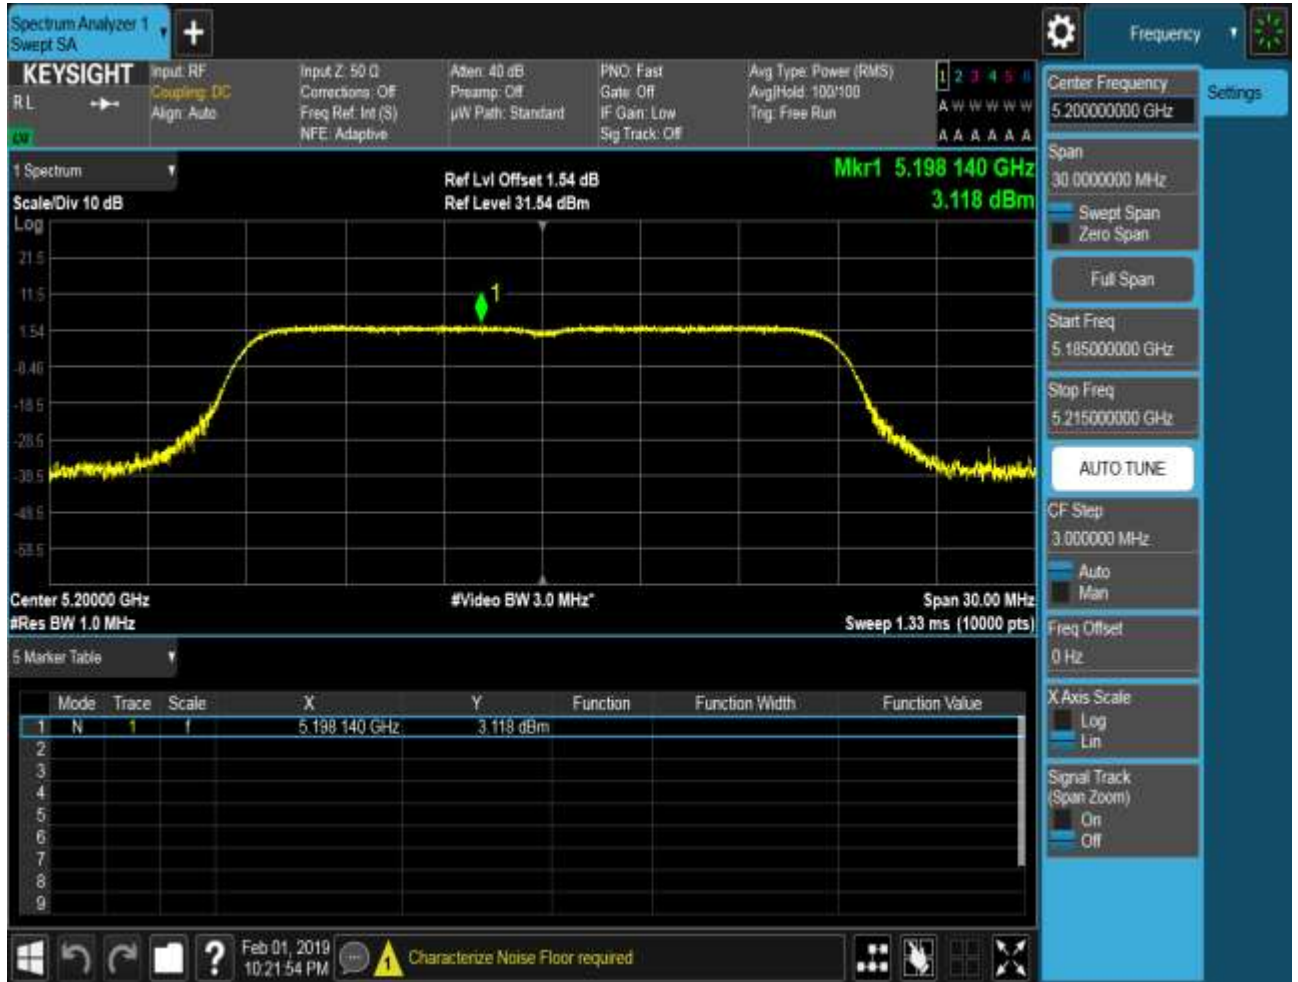 Spectrum Analyzer 1
Swept SA
Frequency
KEYSIGHT
R L
Input: RF
Coupling: DC
Align: Auto
Input Z: 50 Ω
Corrections: Off
Freq Ref: Int (S)
NFE: Adaptive
Atten: 40 dB
Preamp: Off
µW Path: Standard
PNO: Fast
Gate: Off
IF Gain: Low
Sig Track: Off
Avg Type: Power (RMS)
Avg|Hold: 100/100
Trig: Free Run
1 2 3 4 5 6
A W W W W W
A A A A A A
1 Spectrum
Scale/Div 10 dB
Ref Lvl Offset 1.54 dB
Ref Level 31.54 dBm
Mkr1 5.198 140 GHz
3.118 dBm
Log
21.5
11.5
1.54
-8.46
-18.5
-28.5
-38.5
-48.5
-58.5
1
Center 5.20000 GHz
#Res BW 1.0 MHz
#Video BW 3.0 MHz*
Span 30.00 MHz
Sweep 1.33 ms (10000 pts)
5 Marker Table
Mode Trace Scale X Y Function Function Width Function Value
1 N 1 f 5.198 140 GHz 3.118 dBm
2
3
4
5
6
7
8
9
Center Frequency
5.200000000 GHz
Settings
Span
30.0000000 MHz
Swept Span
Zero Span
Full Span
Start Freq
5.185000000 GHz
Stop Freq
5.215000000 GHz
AUTO TUNE
CF Step
3.000000 MHz
Auto
Man
Freq Offset
0 Hz
X Axis Scale
Log
Lin
Signal Track
(Span Zoom)
On
Off
?
Feb 01, 2019
10:21:54 PM
1
Characterize Noise Floor required